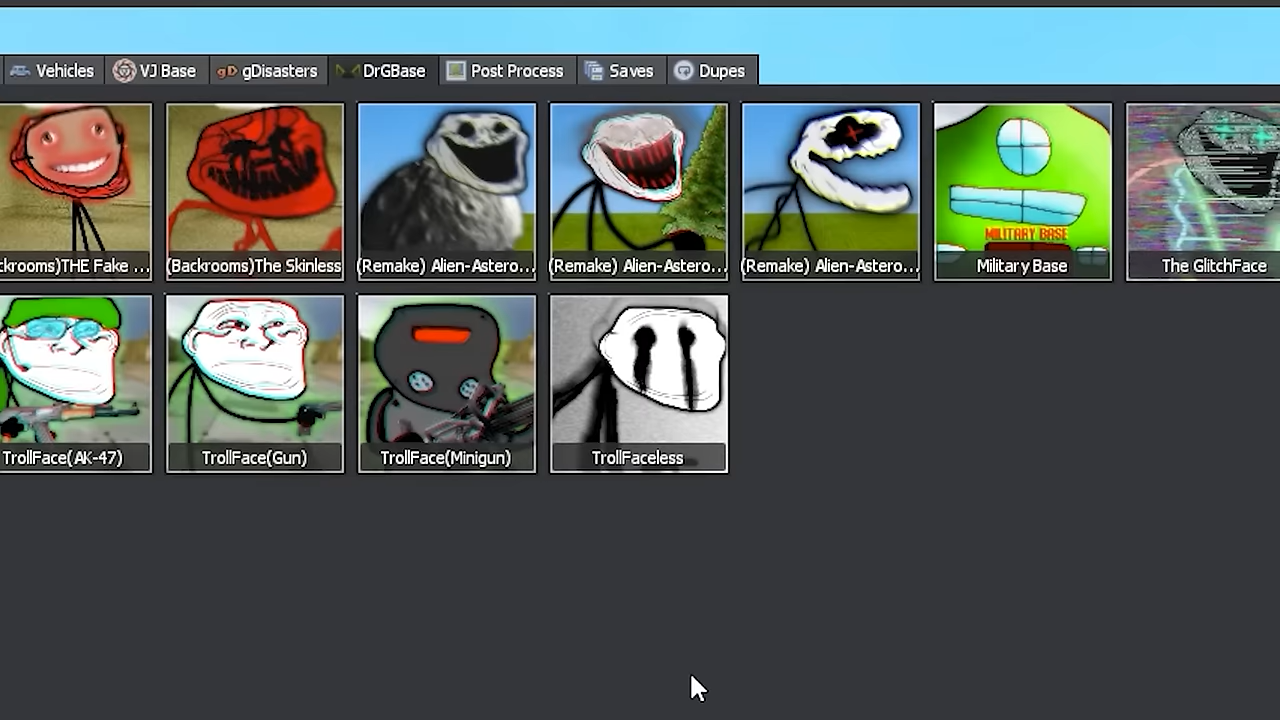 Vehicles VJ Base gDisasters DrGBase Post Process Saves Dupes
ckrooms)THE Fake ... (Backrooms)The Skinless (Remake) Alien-Astero... (Remake) Alien-Astero... (Remake) Alien-Astero... MILITARY BASE Military Base The GlitchFace
TrollFace(AK-47) TrollFace(Gun) TrollFace(Minigun) TrollFaceless